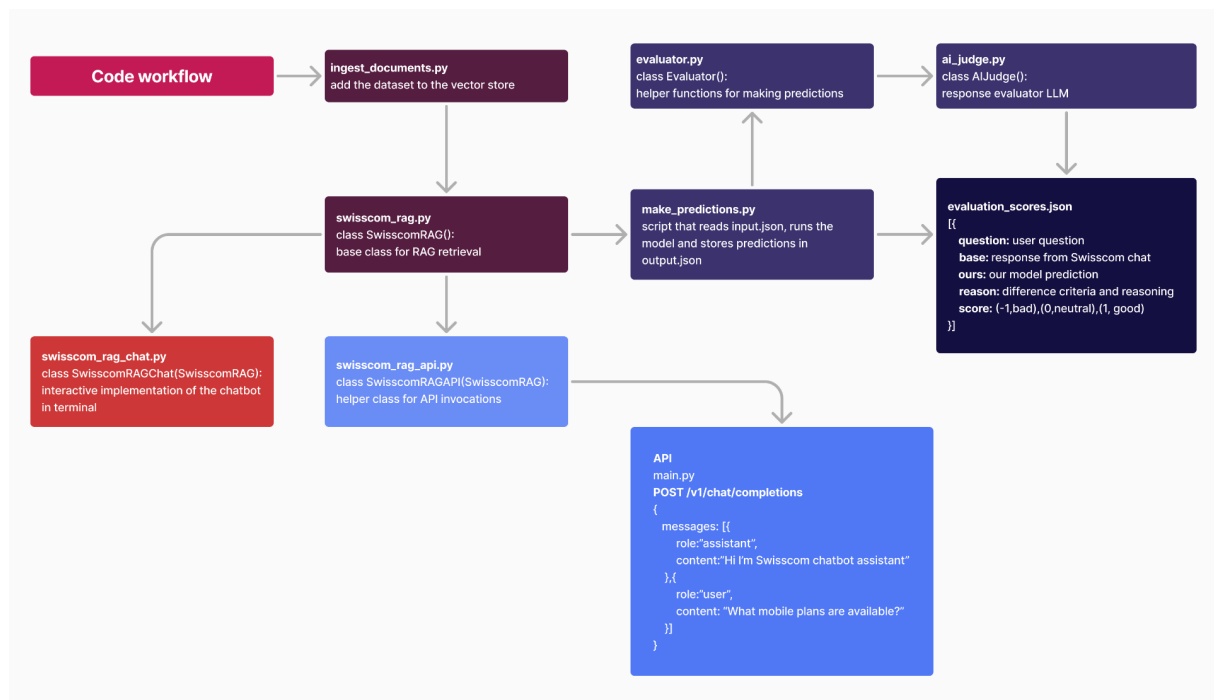 Code workflow
ingest_documents.py
add the dataset to the vector store
evaluator.py
class Evaluator():
helper functions for making predictions
ai_judge.py
class AIJudge():
response evaluator LLM
swisscom_rag.py
class SwisscomRAG():
base class for RAG retrieval
make_predictions.py
script that reads input.json, runs the
model and stores predictions in
output.json
evaluation_scores.json
[{
question: user question
base: response from Swisscom chat
ours: our model prediction
reason: difference criteria and reasoning
score: (-1,bad),(0,neutral),(1, good)
}]
swisscom_rag_chat.py
class SwisscomRAGChat(SwisscomRAG):
interactive implementation of the chatbot
in terminal
swisscom_rag_api.py
class SwisscomRAGAPI(SwisscomRAG):
helper class for API invocations
API
main.py
POST /v1/chat/completions
{
messages: [{
role:"assistant",
content:"Hi I'm Swisscom chatbot assistant"
},{
role:"user",
content: "What mobile plans are available?"
}]
}